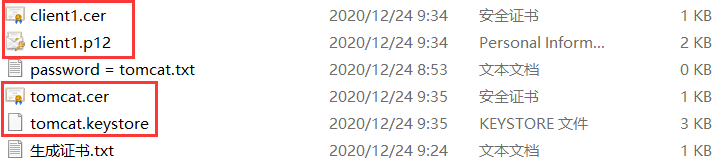 client1.cer 2020/12/24 9:34 安全证书 1 KB
client1.p12 2020/12/24 9:34 Personal Inform... 2 KB
password = tomcat.txt 2020/12/24 8:53 文本文档 0 KB
tomcat.cer 2020/12/24 9:35 安全证书 1 KB
tomcat.keystore 2020/12/24 9:35 KEYSTORE 文件 3 KB
生成证书.txt 2020/12/24 9:24 文本文档 1 KB